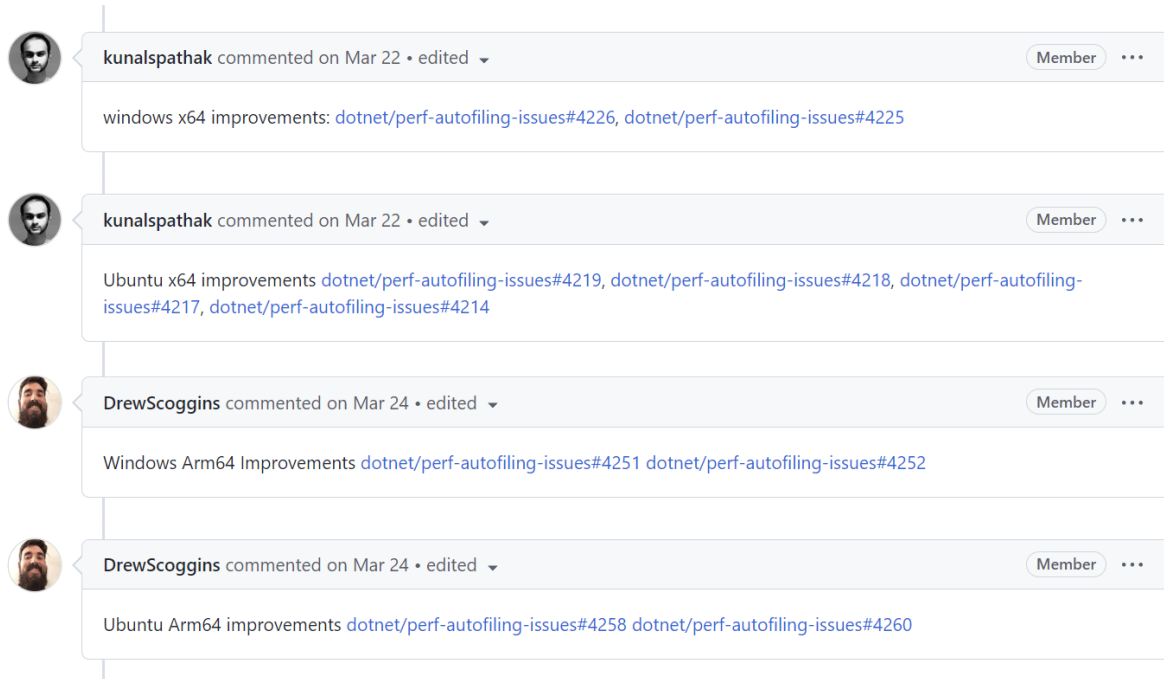 kunalspathak commented on Mar 22 • edited
Member
windows x64 improvements: dotnet/perf-autofiling-issues#4226, dotnet/perf-autofiling-issues#4225
kunalspathak commented on Mar 22 • edited
Member
Ubuntu x64 improvements dotnet/perf-autofiling-issues#4219, dotnet/perf-autofiling-issues#4218, dotnet/perf-autofiling-
issues#4217, dotnet/perf-autofiling-issues#4214
DrewScoggins commented on Mar 24 • edited
Member
Windows Arm64 Improvements dotnet/perf-autofiling-issues#4251 dotnet/perf-autofiling-issues#4252
DrewScoggins commented on Mar 24 • edited
Member
Ubuntu Arm64 improvements dotnet/perf-autofiling-issues#4258 dotnet/perf-autofiling-issues#4260